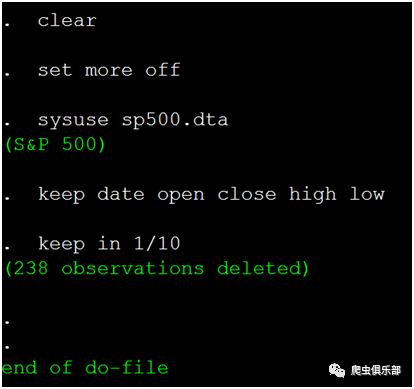 .  clear
.  set more off
.  sysuse sp500.dta
(S&P 500)
.  keep date open close high low
.  keep in 1/10
(238 observations deleted)
.
.
end of do-file
爬虫俱乐部